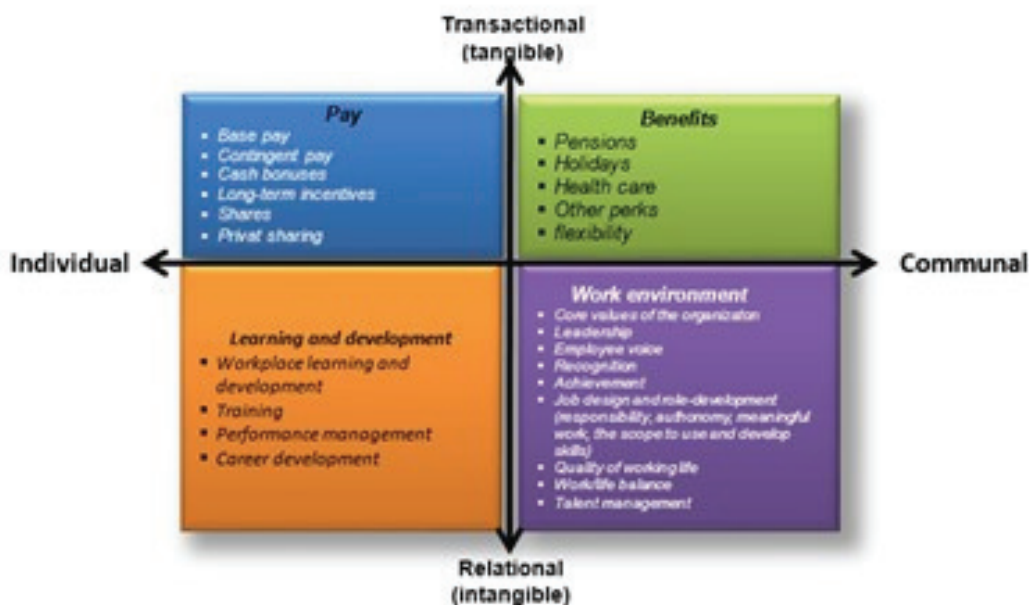 Transactional
(tangible)
Pay
▪ Base pay
▪ Contingent pay
▪ Cash bonuses
▪ Long-term incentives
▪ Shares
▪ Privat sharing
Benefits
▪ Pensions
▪ Holidays
▪ Health care
▪ Other perks
▪ flexibility
Individual
Communal
Learning and development
▪ Workplace learning and
development
▪ Training
▪ Performance management
▪ Career development
Work environment
▪ Core values of the organizaton
▪ Leadership
▪ Employee voice
▪ Recognition
▪ Achievement
▪ Job design and role-development
(responsibility, authonomy, meaningful
work, the scope to use and develop
skills)
▪ Quality of working life
▪ Work/life balance
▪ Talent management
Relational
(intangible)